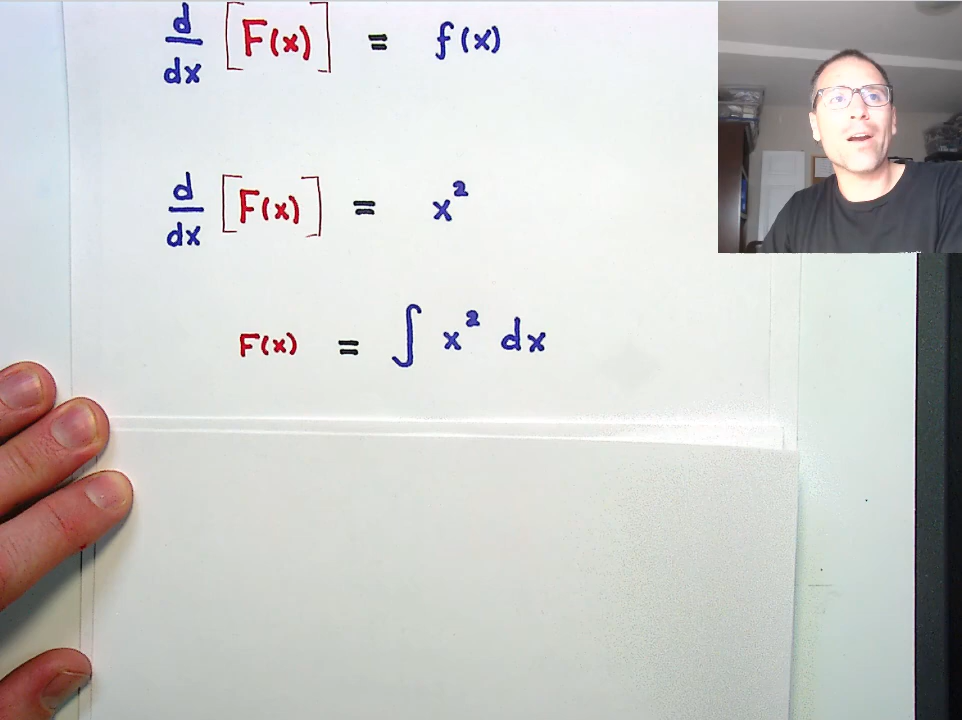 d/dx [F(x)] = f(x)
d/dx [F(x)] = x²
F(x) = ∫ x² dx